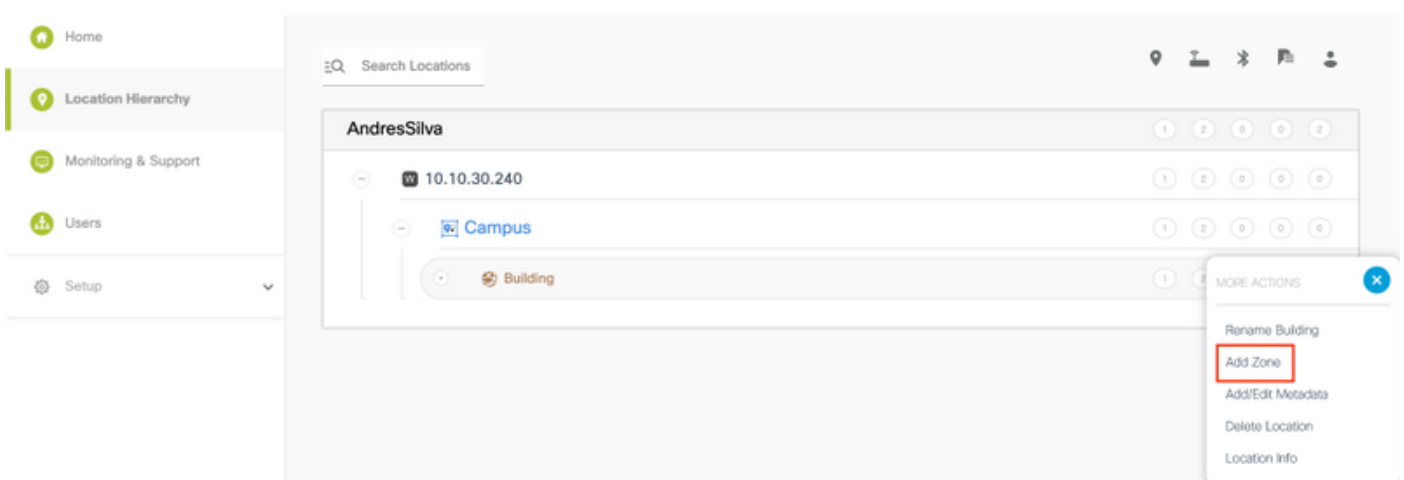 Home
Search Locations
Location Hierarchy
AndresSilva 1 2 0 0 2
Monitoring & Support
W 10.10.30.240 1 2 0 0 0
Users
Campus 1 2 0 0 0
Setup
Building 1 2
MORE ACTIONS
Rename Building
Add Zone
Add/Edit Metadata
Delete Location
Location Info